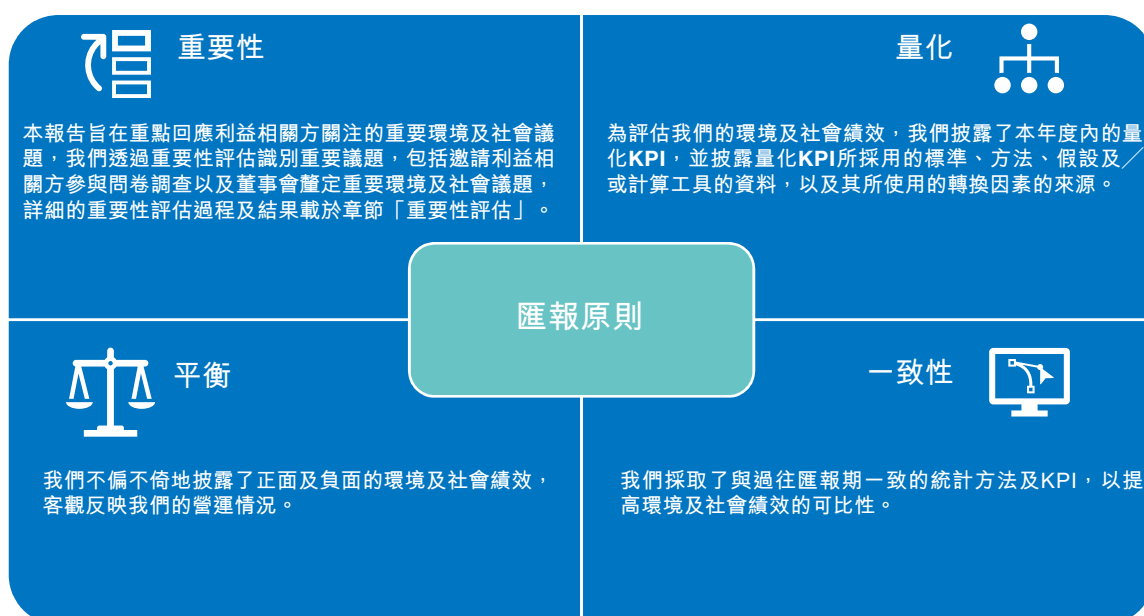 重要性
本報告旨在重點回應利益相關方關注的重要環境及社會議
題，我們透過重要性評估識別重要議題，包括邀請利益相
關方參與問卷調查以及董事會釐定重要環境及社會議題，
詳細的重要性評估過程及結果載於章節「重要性評估」。
量化
為評估我們的環境及社會績效，我們披露了本年度內的量
化KPI，並披露量化KPI所採用的標準、方法、假設及／
或計算工具的資料，以及其所使用的轉換因素的來源。
匯報原則
平衡
我們不偏不倚地披露了正面及負面的環境及社會績效，
客觀反映我們的營運情況。
一致性
我們採取了與過往匯報期一致的統計方法及KPI，以提
高環境及社會績效的可比性。